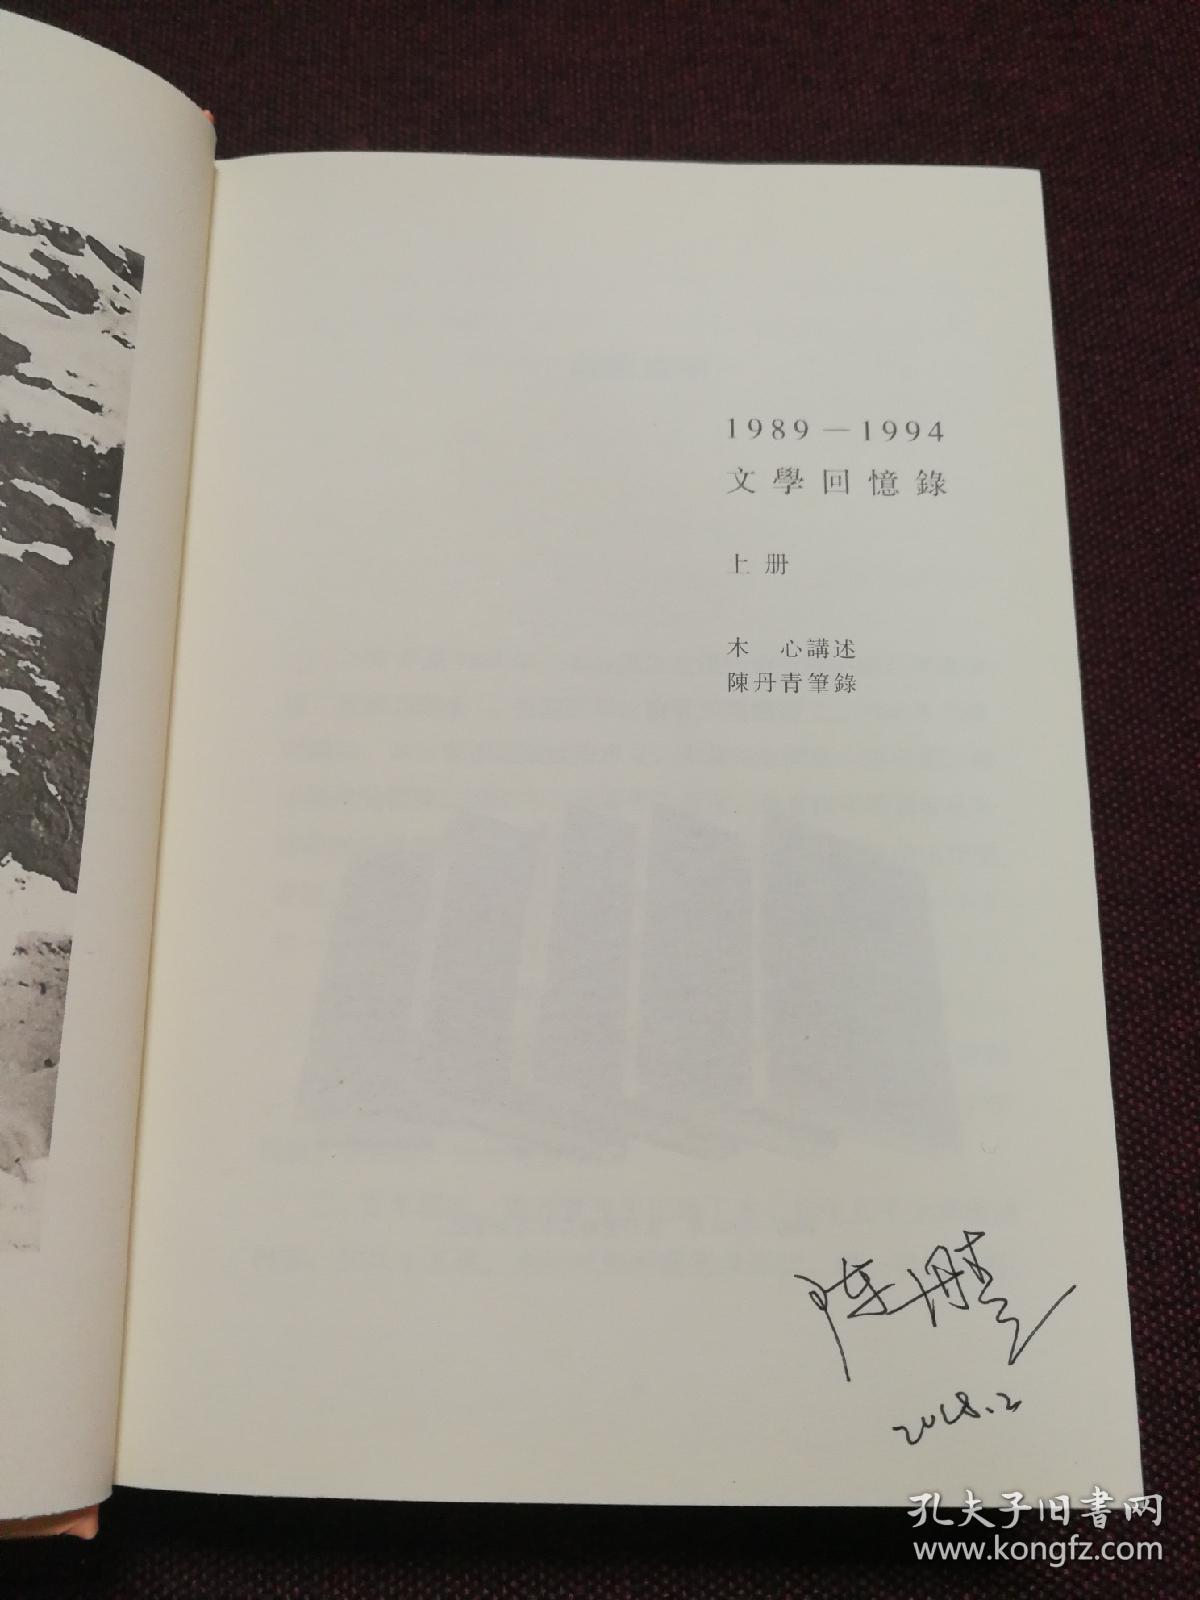 1989—1994
文學回憶錄
上册
木　心講述
陳丹青筆錄
陈丹青
2018.2
孔夫子旧書网
www.kongfz.com